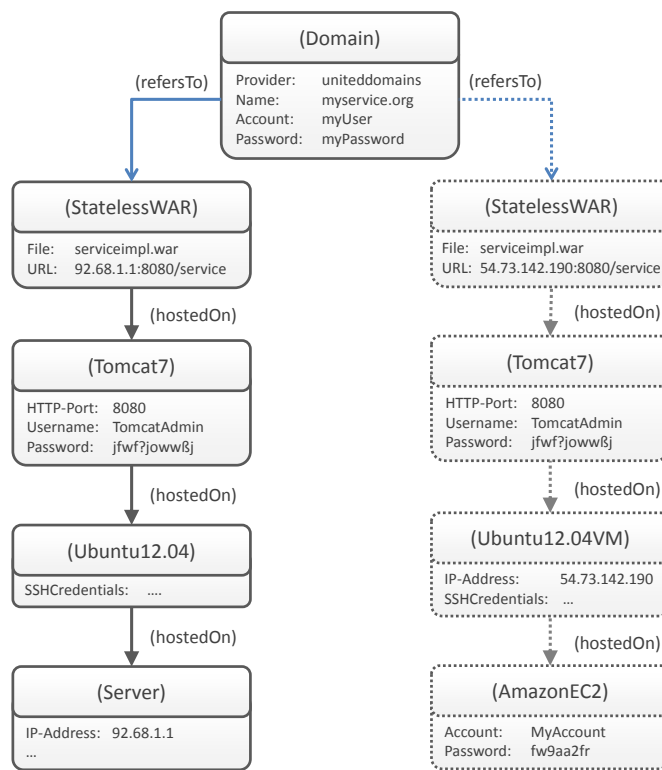 (Domain)
Provider: uniteddomains
Name: myservice.org
Account: myUser
Password: myPassword
(refersTo)
(refersTo)
(StatelessWAR)
File: serviceimpl.war
URL: 92.68.1.1:8080/service
(hostedOn)
(Tomcat7)
HTTP-Port: 8080
Username: TomcatAdmin
Password: jfwf?jowwßj
(hostedOn)
(Ubuntu12.04)
SSHCredentials: ....
(hostedOn)
(Server)
IP-Address: 92.68.1.1
...
(StatelessWAR)
File: serviceimpl.war
URL: 54.73.142.190:8080/service
(hostedOn)
(Tomcat7)
HTTP-Port: 8080
Username: TomcatAdmin
Password: jfwf?jowwßj
(hostedOn)
(Ubuntu12.04VM)
IP-Address: 54.73.142.190
SSHCredentials: ...
(hostedOn)
(AmazonEC2)
Account: MyAccount
Password: fw9aa2fr